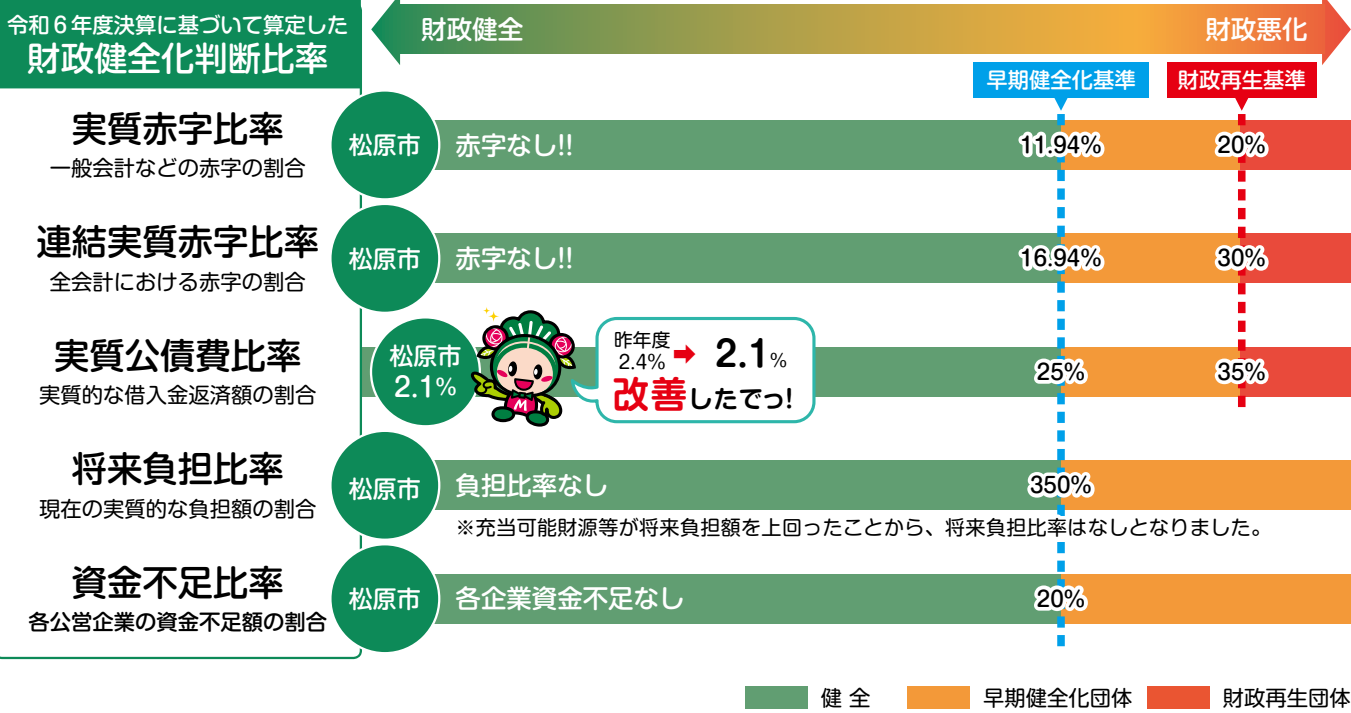 令和6年度決算に基づいて算定した
財政健全化判断比率
財政健全
財政悪化
早期健全化基準
財政再生基準
実質赤字比率
一般会計などの赤字の割合
松原市
赤字なし!!
11.94%
20%
連結実質赤字比率
全会計における赤字の割合
松原市
赤字なし!!
16.94%
30%
実質公債費比率
実質的な借入金返済額の割合
松原市
2.1%
M
昨年度
2.4% ➡ 2.1%
改善したでっ!
25%
35%
将来負担比率
現在の実質的な負担額の割合
松原市
負担比率なし
350%
※充当可能財源等が将来負担額を上回ったことから、将来負担比率はなしとなりました。
資金不足比率
各公営企業の資金不足額の割合
松原市
各企業資金不足なし
20%
健 全
早期健全化団体
財政再生団体